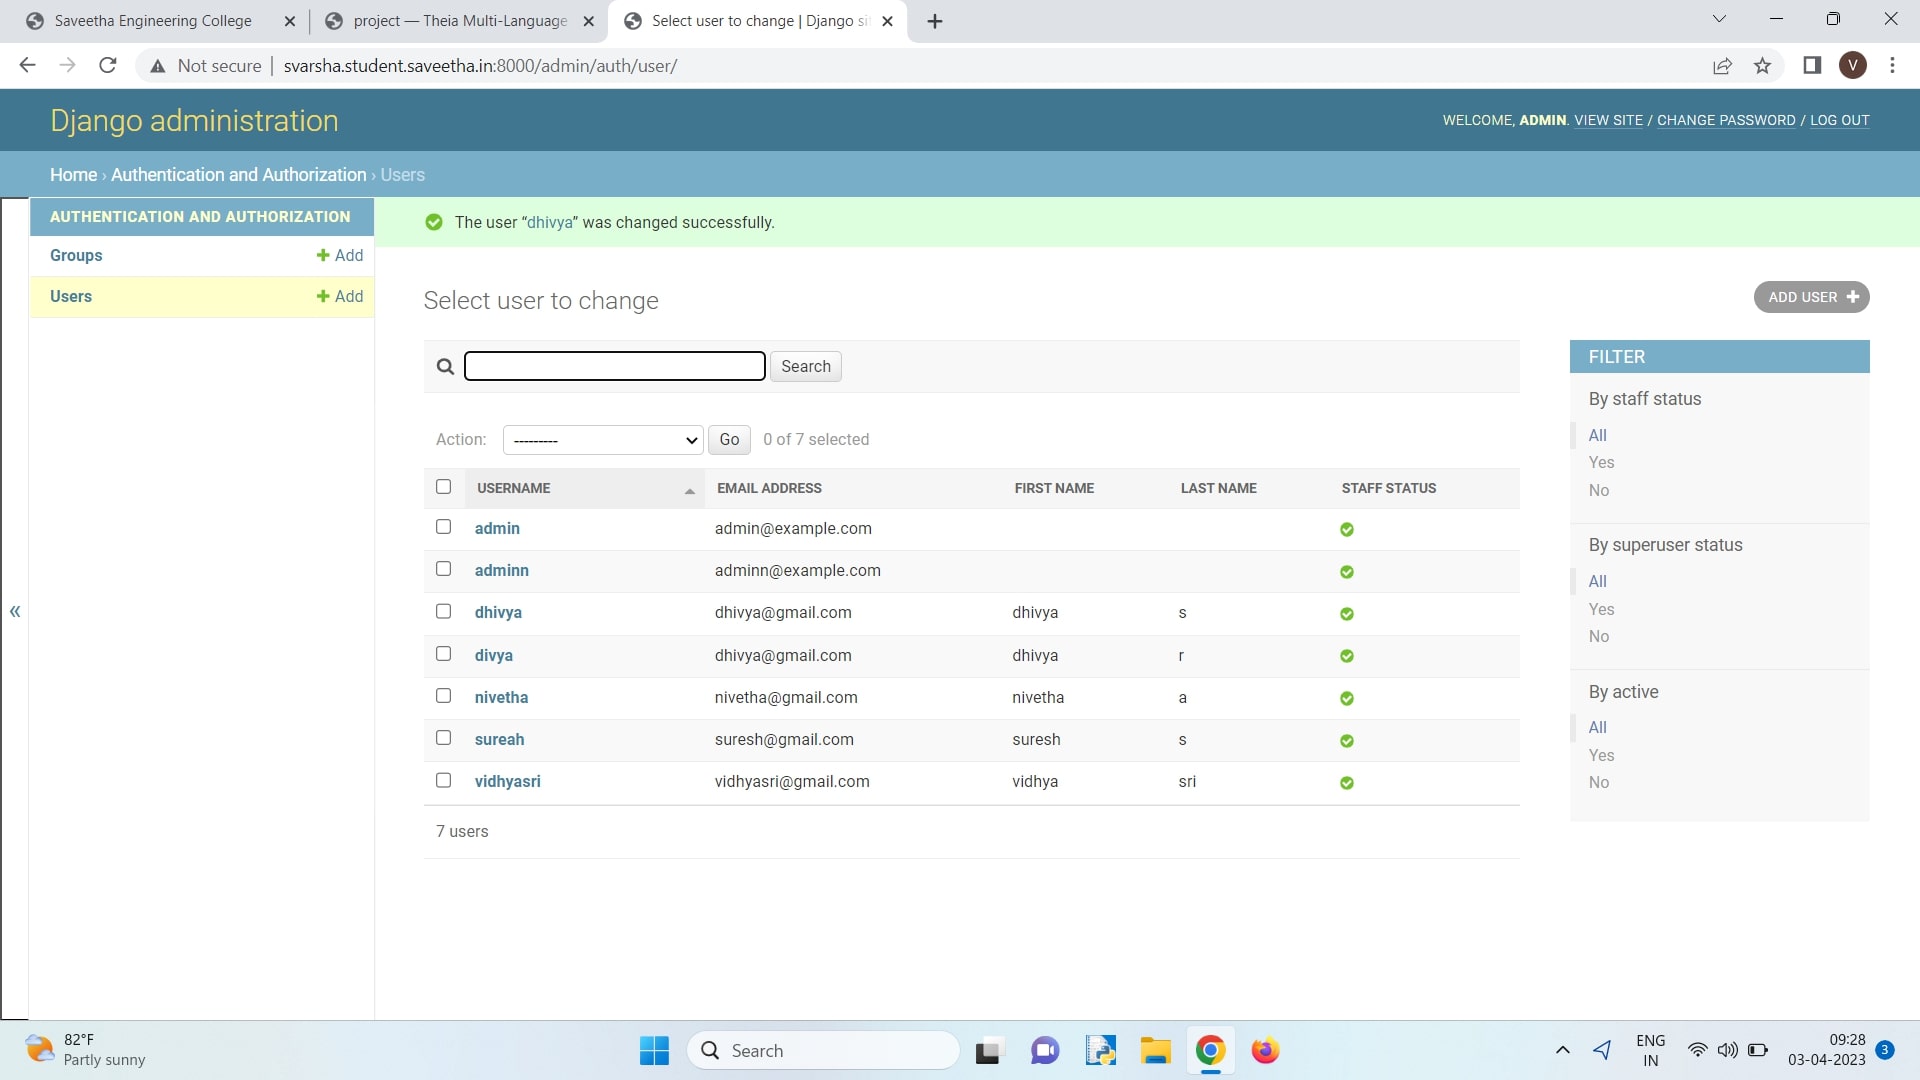 Saveetha Engineering College
project — Theia Multi-Language
Select user to change | Django si
Not secure | svarsha.student.saveetha.in:8000/admin/auth/user/
V
Django administration
WELCOME, ADMIN. VIEW SITE / CHANGE PASSWORD / LOG OUT
Home › Authentication and Authorization › Users
AUTHENTICATION AND AUTHORIZATION
Groups + Add
Users + Add
«
The user “dhivya” was changed successfully.
Select user to change
ADD USER +
Search
Action: --------- Go 0 of 7 selected
USERNAME EMAIL ADDRESS FIRST NAME LAST NAME STAFF STATUS
admin admin@example.com
adminn adminn@example.com
dhivya dhivya@gmail.com dhivya s
divya dhivya@gmail.com dhivya r
nivetha nivetha@gmail.com nivetha a
sureah suresh@gmail.com suresh s
vidhyasri vidhyasri@gmail.com vidhya sri
7 users
FILTER
By staff status
All
Yes
No
By superuser status
All
Yes
No
By active
All
Yes
No
82°F
Partly sunny
Search
ENG
IN
09:28
03-04-2023
3